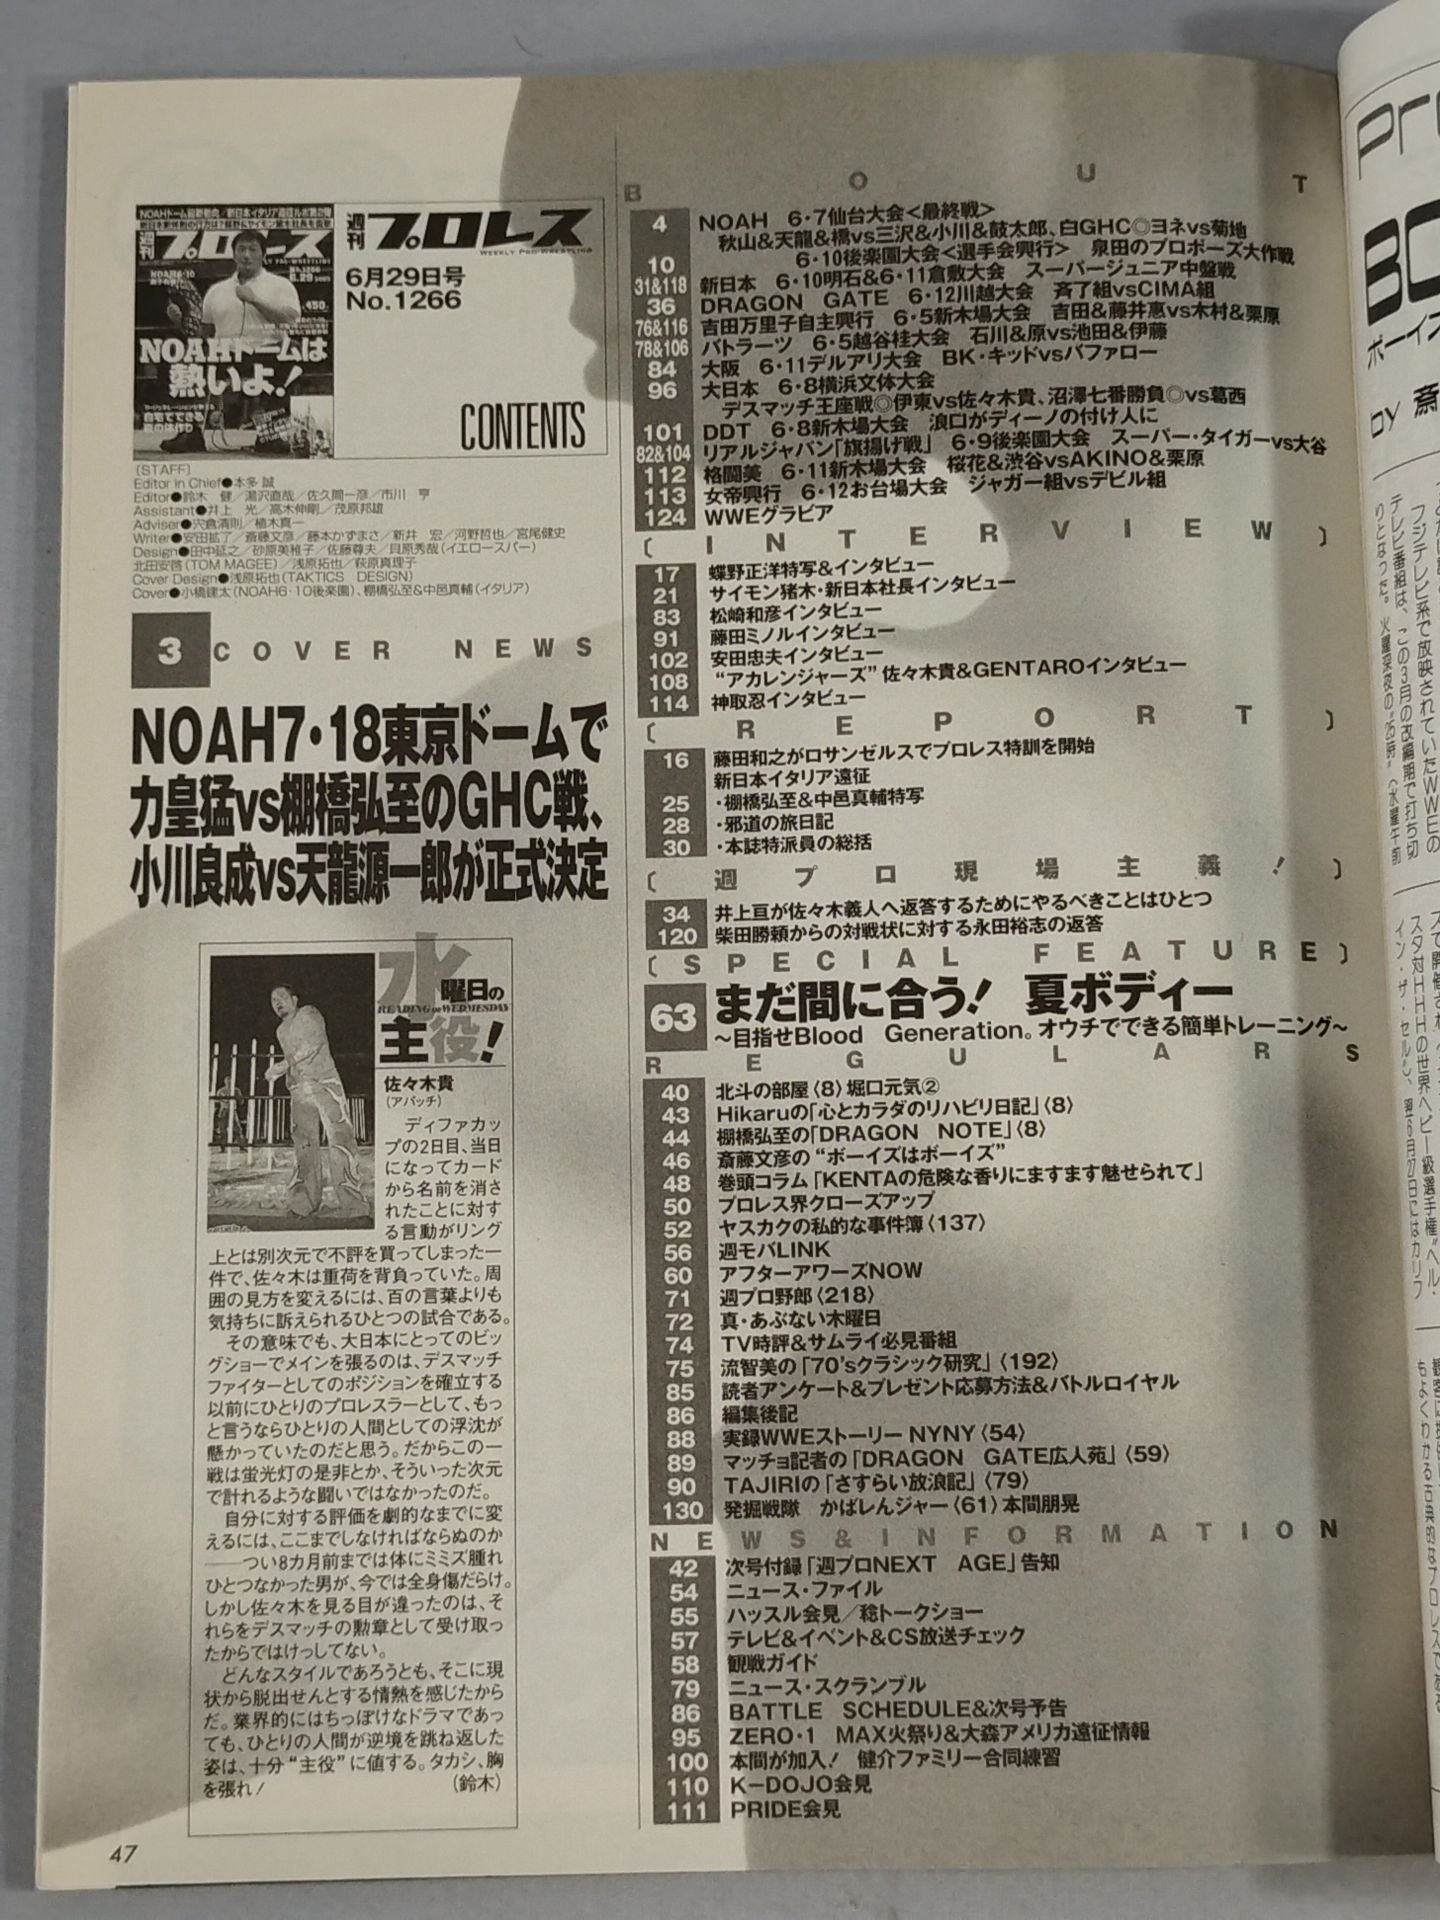 週刊プロレス
WEEKLY PRO-WRESTLING
6月29日号
No.1266
NOAHドームは
熱いよ!
CONTENTS
〔STAFF〕
Editor in Chief●本多 誠
Editor●鈴木 健/湯沢直哉/佐久間一彦/市川 亨
Assistant●井上 光/高木伸剛/茂原邦雄
Adviser●宍倉清則/植木真一
Writer●安田拡了/斎藤文彦/藤本かずまさ/新井 宏/河野哲也/宮尾健史
Design●田中延之/砂原美稚子/佐藤尊夫/貝原秀哉(イエロースパー)
北田安啓(TOM MAGEE)/浅原拓也/萩原真理子
Cover Design●浅原拓也(TAKTICS DESIGN)
Cover●小橋建太(NOAH6・10後楽園)、棚橋弘至&中邑真輔(イタリア)
3 COVER NEWS
NOAH7・18東京ドームで
力皇猛vs棚橋弘至のGHC戦、
小川良成vs天龍源一郎が正式決定
水曜日の
READING OF WEDNESDAY
主役!
佐々木貴
(アパッチ)
ディファカッ
プの2日目、当日
になってカード
から名前を消さ
れたことに対す
る言動がリング
上とは別次元で不評を買ってしまった一
件で、佐々木は重荷を背負っていた。周
囲の見方を変えるには、百の言葉よりも
気持ちに訴えられるひとつの試合である。
その意味でも、大日本にとってのビッ
グショーでメインを張るのは、デスマッチ
ファイターとしてのポジションを確立する
以前にひとりのプロレスラーとして、もっ
と言うならひとりの人間としての浮沈が
懸かっていたのだと思う。だからこの一
戦は蛍光灯の是非とか、そういった次元
で計れるような闘いではなかったのだ。
自分に対する評価を劇的なまでに変
えるには、ここまでしなければならぬのか
――つい8カ月前までは体にミミズ腫れ
ひとつなかった男が、今では全身傷だらけ。
しかし佐々木を見る目が違ったのは、そ
れらをデスマッチの勲章として受け取っ
たからではけっしてない。
どんなスタイルであろうとも、そこに現
状から脱出せんとする情熱を感じたから
だ。業界的にはちっぽけなドラマであっ
ても、ひとりの人間が逆境を跳ね返した
姿は、十分“主役”に値する。タカシ、胸
を張れ! (鈴木)
47
BOUT
4 NOAH 6・7仙台大会<最終戦>
秋山&天龍&橋vs三沢&小川&鼓太郎、白GHC◎ヨネvs菊地
10 6・10後楽園大会<選手会興行> 泉田のプロポーズ大作戦
31&118 新日本 6・10明石&6・11倉敷大会 スーパージュニア中盤戦
36 DRAGON GATE 6・12川越大会 斉了組vsCIMA組
76&116 吉田万里子自主興行 6・5新木場大会 吉田&藤井惠vs木村&栗原
78&106 バトラーツ 6・5越谷桂大会 石川&原vs池田&伊藤
84 大阪 6・11デルアリ大会 BK・キッドvsバファロー
96 大日本 6・8横浜文体大会
デスマッチ王座戦◎伊東vs佐々木貴、沼澤七番勝負◎vs葛西
101 DDT 6・8新木場大会 浪口がディーノの付け人に
82&104 リアルジャパン「旗揚げ戦」 6・9後楽園大会 スーパー・タイガーvs大谷
112 格闘美 6・11新木場大会 桜花&渋谷vsAKINO&栗原
113 女帝興行 6・12お台場大会 ジャガー組vsデビル組
124 WWEグラビア
〔INTERVIEW〕
17 蝶野正洋特写&インタビュー
21 サイモン猪木・新日本社長インタビュー
83 松崎和彦インタビュー
91 藤田ミノルインタビュー
102 安田忠夫インタビュー
108 “アカレンジャーズ”佐々木貴&GENTAROインタビュー
114 神取忍インタビュー
〔REPORT〕
16 藤田和之がロサンゼルスでプロレス特訓を開始
新日本イタリア遠征
25 ・棚橋弘至&中邑真輔特写
28 ・邪道の旅日記
30 ・本誌特派員の総括
〔週プロ現場主義!〕
34 井上亘が佐々木義人へ返答するためにやるべきことはひとつ
120 柴田勝頼からの対戦状に対する永田裕志の返答
〔SPECIAL FEATURE〕
63 まだ間に合う! 夏ボディー
~目指せBlood Generation。オウチでできる簡単トレーニング~
REGULARS
40 北斗の部屋〈8〉堀口元気②
43 Hikaruの「心とカラダのリハビリ日記」〈8〉
44 棚橋弘至の「DRAGON NOTE」〈8〉
46 斎藤文彦の“ボーイズはボーイズ”
48 巻頭コラム「KENTAの危険な香りにますます魅せられて」
50 プロレス界クローズアップ
52 ヤスカクの私的な事件簿〈137〉
56 週モバLINK
60 アフターアワーズNOW
71 週プロ野郎〈218〉
72 真・あぶない木曜日
74 TV時評&サムライ必見番組
75 流智美の「70'sクラシック研究」〈192〉
85 読者アンケート&プレゼント応募方法&バトルロイヤル
86 編集後記
88 実録WWEストーリー NYNY〈54〉
89 マッチョ記者の「DRAGON GATE広人苑」〈59〉
90 TAJIRIの「さすらい放浪記」〈79〉
130 発掘戦隊 かばレンジャー〈61〉本間朋晃
NEWS&INFORMATION
42 次号付録「週プロNEXT AGE」告知
54 ニュース・ファイル
55 ハッスル会見/稔トークショー
57 テレビ&イベント&CS放送チェック
58 観戦ガイド
79 ニュース・スクランブル
86 BATTLE SCHEDULE&次号予告
95 ZERO・1 MAX火祭り&大森アメリカ遠征情報
100 本間が加入! 健介ファミリー合同練習
110 K-DOJO会見
111 PRIDE会見
by 斎
フジテレビ系で放映されていたWWEの
テレビ番組は、この3月の改編期で打ち切
りとなった。火曜深夜の“25時”(水曜午前